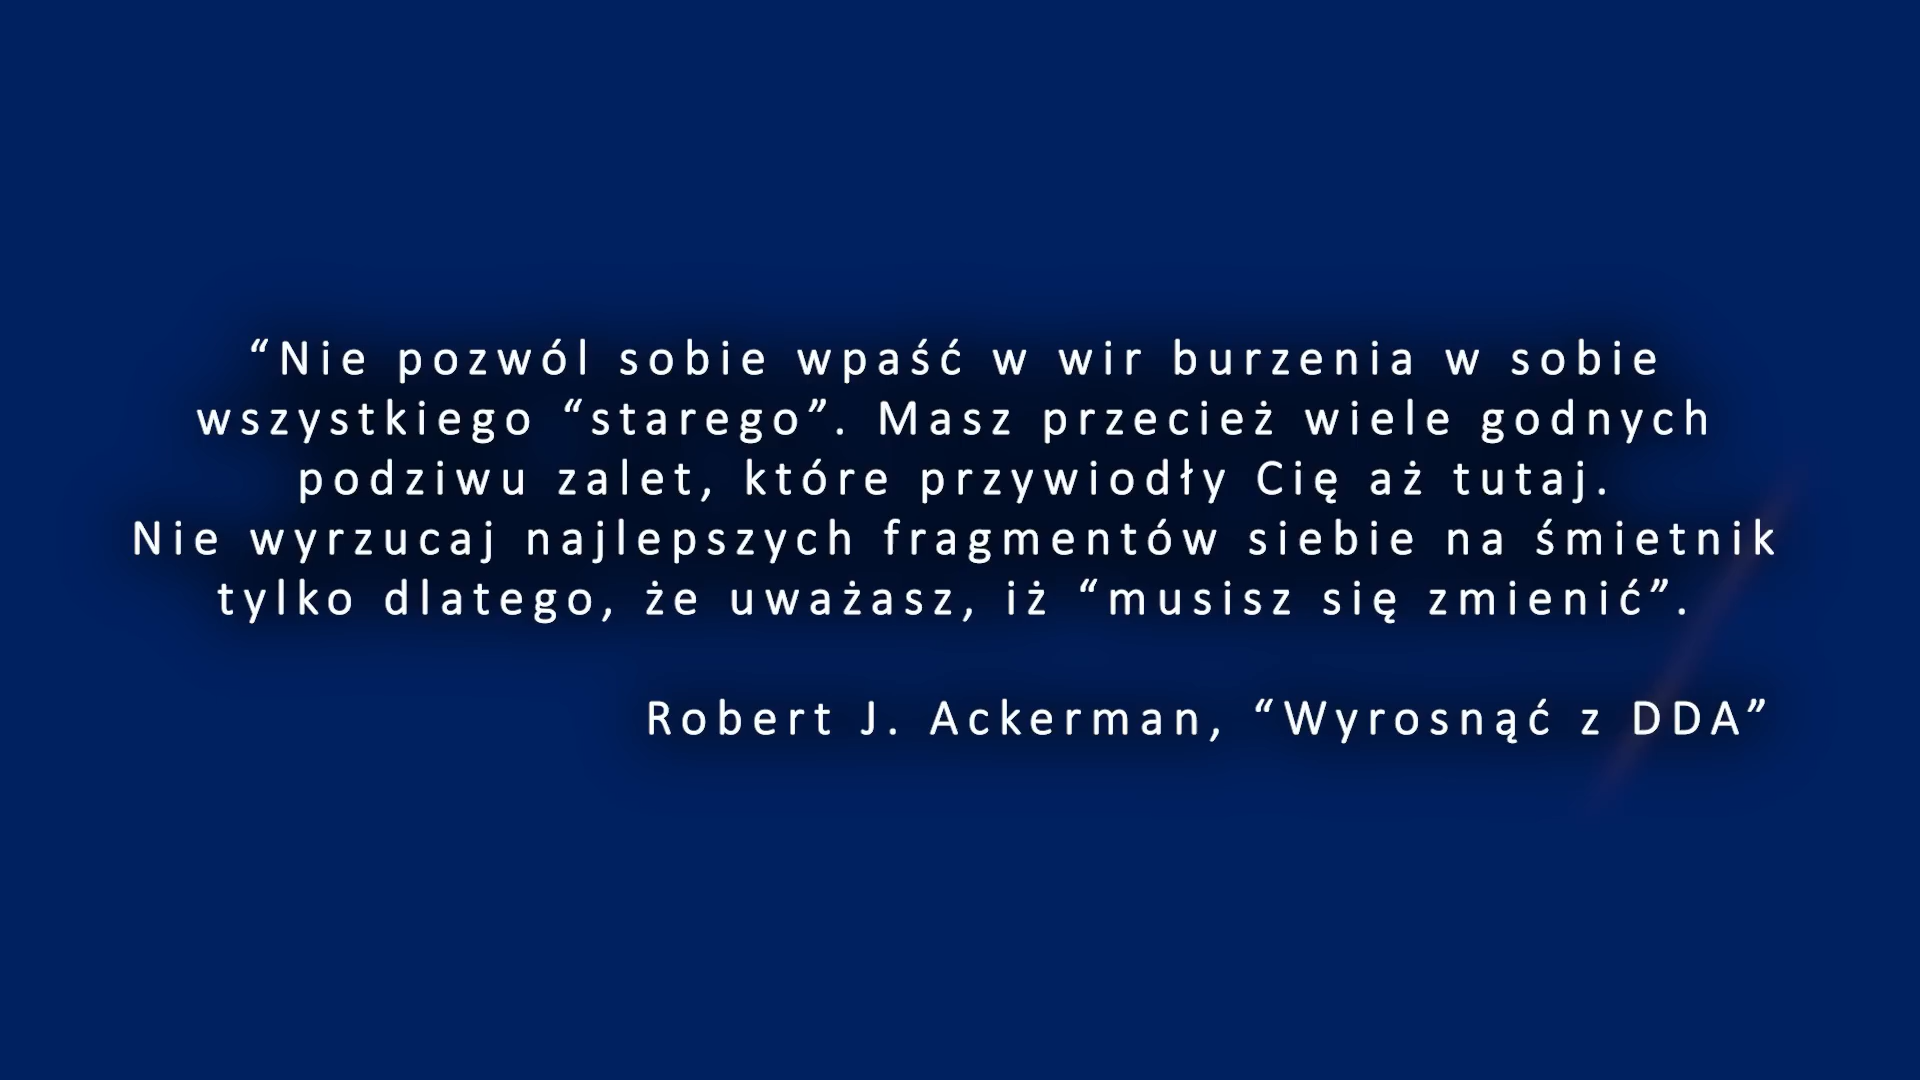 “Nie pozwól sobie wpaść w wir burzenia w sobie
wszystkiego “starego”. Masz przecież wiele godnych
podziwu zalet, które przywiodły Cię aż tutaj.
Nie wyrzucaj najlepszych fragmentów siebie na śmietnik
tylko dlatego, że uważasz, iż “musisz się zmienić”.
Robert J. Ackerman, “Wyrosnąć z DDA”